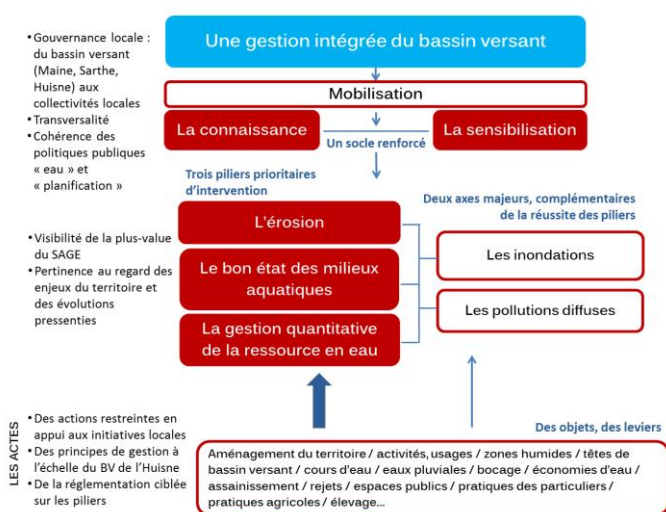 • Gouvernance locale :
du bassin versant
(Maine, Sarthe,
Huisne) aux
collectivités locales
• Transversalité
• Cohérence des
politiques publiques
« eau » et
« planification »
Une gestion intégrée du bassin versant
Mobilisation
La connaissance
Un socle renforcé
La sensibilisation
Trois piliers prioritaires
d'intervention
Deux axes majeurs, complémentaires
de la réussite des piliers
• Visibilité de la plus-value
du SAGE
• Pertinence au regard des
enjeux du territoire et
des évolutions
pressenties
L'érosion
Le bon état des milieux
aquatiques
La gestion quantitative
de la ressource en eau
Les inondations
Les pollutions diffuses
LES ACTES
• Des actions restreintes en
appui aux initiatives locales
• Des principes de gestion à
l'échelle du BV de l'Huisne
• De la réglementation ciblée
sur les piliers
Des objets, des leviers
Aménagement du territoire / activités, usages / zones humides / têtes de
bassin versant / cours d'eau / eaux pluviales / bocage / économies d'eau /
assainissement / rejets / espaces publics / pratiques des particuliers /
pratiques agricoles / élevage...